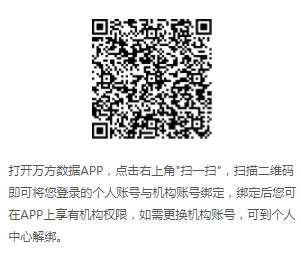 打开万方数据APP，点击右上角"扫一扫"，扫描二维码
即可将您登录的个人账号与机构账号绑定，绑定后您可
在APP上享有机构权限，如需更换机构账号，可到个人
中心解绑。